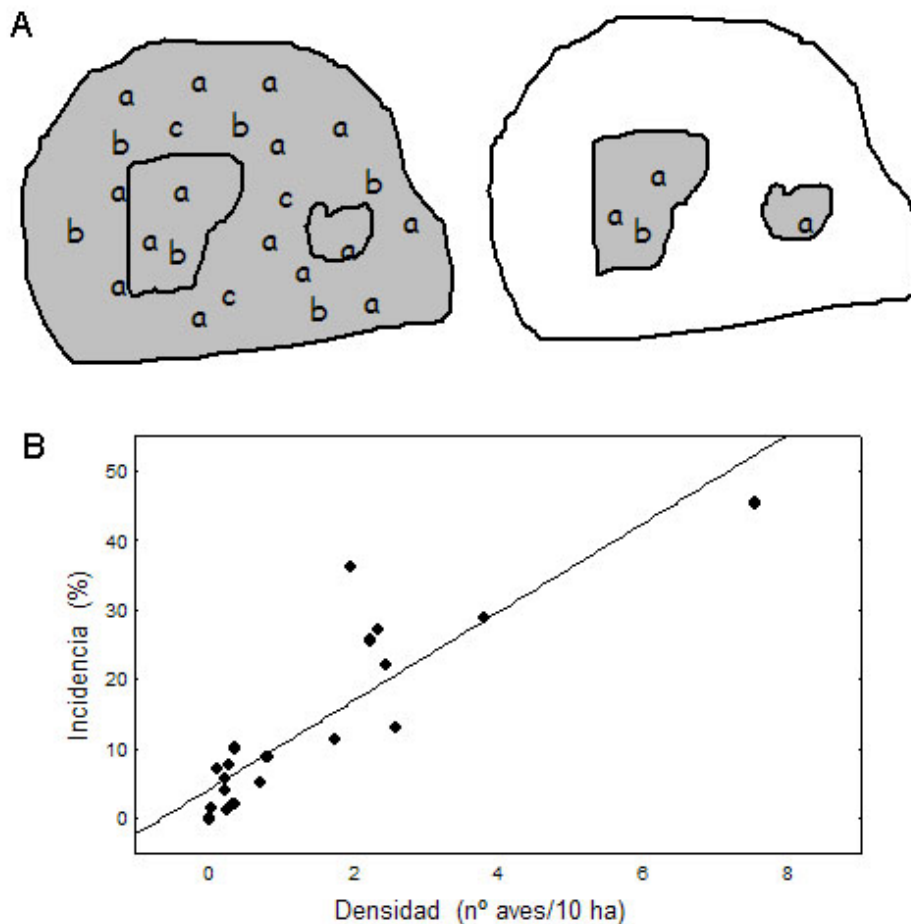 A
a a a
b c b a a
a a c b
b a b a a a
a a
a c b a
a
a b a
B
Incidencia (%)
50
40
30
20
10
0
0 2 4 6 8
Densidad (nº aves/10 ha)